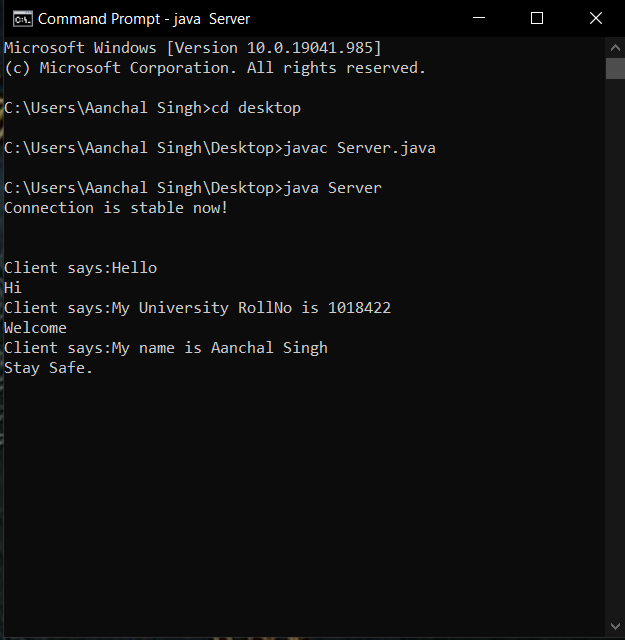 Command Prompt - java  Server
Microsoft Windows [Version 10.0.19041.985]
(c) Microsoft Corporation. All rights reserved.
C:\Users\Aanchal Singh>cd desktop
C:\Users\Aanchal Singh\Desktop>javac Server.java
C:\Users\Aanchal Singh\Desktop>java Server
Connection is stable now!
Client says:Hello
Hi
Client says:My University RollNo is 1018422
Welcome
Client says:My name is Aanchal Singh
Stay Safe.